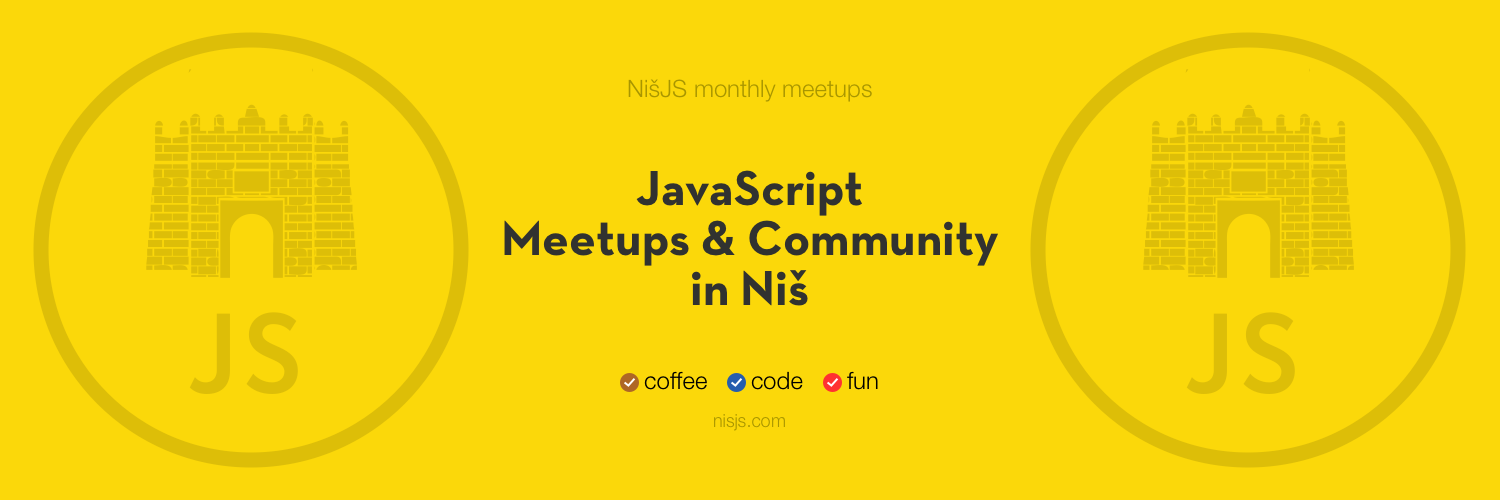 NišJS monthly meetups
JavaScript
Meetups & Community
in Niš
coffee code fun
nisjs.com
JS
JS